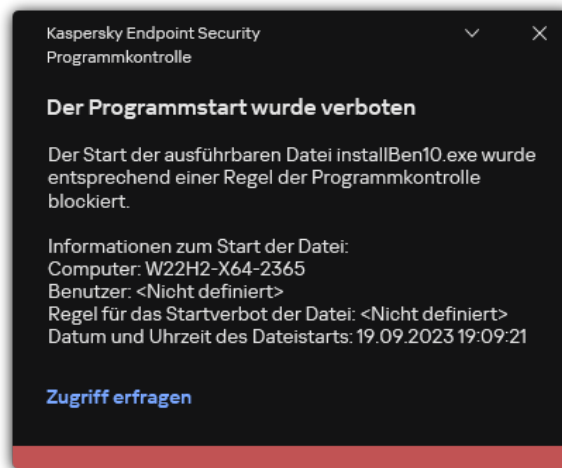 Kaspersky Endpoint Security
Programmkontrolle
Der Programmstart wurde verboten
Der Start der ausführbaren Datei installBen10.exe wurde
entsprechend einer Regel der Programmkontrolle
blockiert.
Informationen zum Start der Datei:
Computer: W22H2-X64-2365
Benutzer: <Nicht definiert>
Regel für das Startverbot der Datei: <Nicht definiert>
Datum und Uhrzeit des Dateistarts: 19.09.2023 19:09:21
Zugriff erfragen